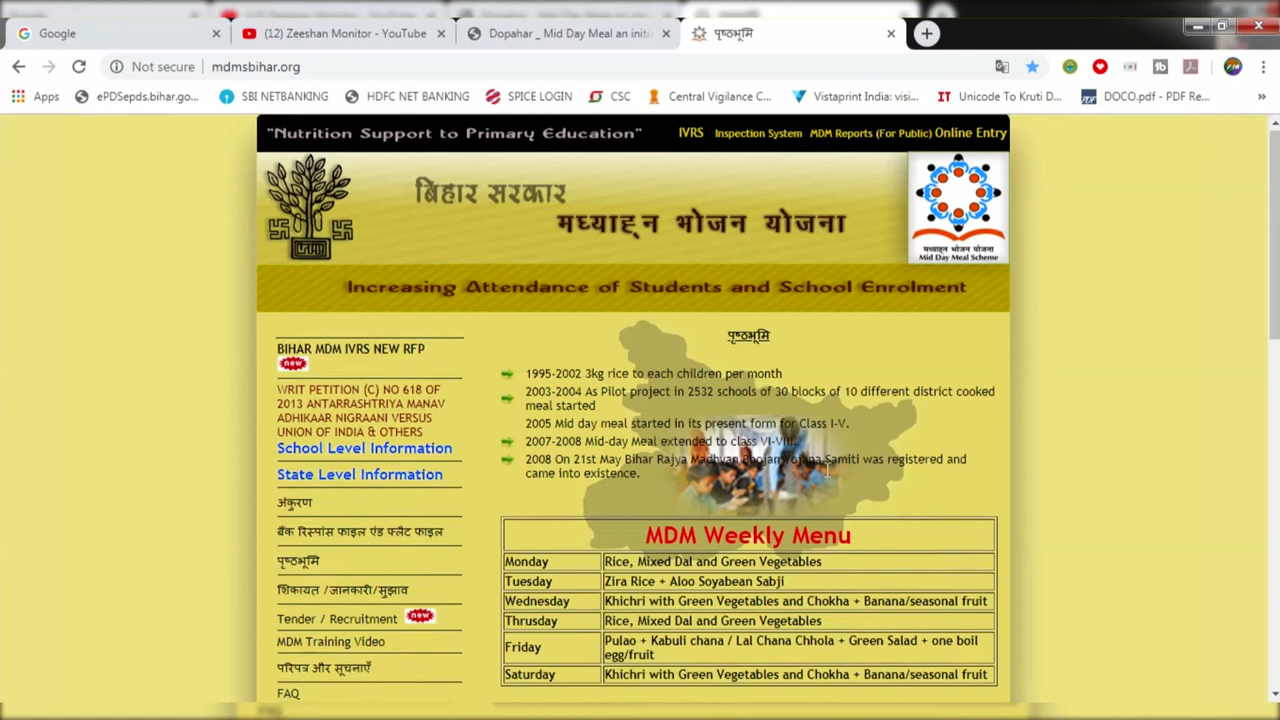 Google
(12) Zeeshan Monitor - YouTube
Dopahar _ Mid Day Meal an initi
पृष्ठभूमि
Not secure
mdmsbihar.org
Apps
ePDSepds.bihar.go...
SBI NETBANKING
HDFC NET BANKING
SPICE LOGIN
CSC
Central Vigilance C...
Vistaprint India: visi...
Unicode To Kruti D...
DOCO.pdf - PDF Re...
"Nutrition Support to Primary Education"
IVRS
Inspection System
MDM Reports (For Public)
Online Entry
बिहार सरकार
मध्याह्न भोजन योजना
मध्याह्न भोजन योजना
Mid Day Meal Scheme
Increasing Attendance of Students and School Enrolment
BIHAR MDM IVRS NEW RFP
new
WRIT PETITION (C) NO 618 OF
2013 ANTARRASHTRIYA MANAV
ADHIKAAR NIGRAANI VERSUS
UNION OF INDIA & OTHERS
School Level Information
State Level Information
अंकुरण
बैंक रिस्पांस फाइल एंड फ्लैट फाइल
पृष्ठभूमि
शिकायत /जानकारी/सुझाव
Tender / Recruitment new
MDM Training Video
परिपत्र और सूचनाएँ
FAQ
पृष्ठभूमि
1995-2002 3kg rice to each children per month
2003-2004 As Pilot project in 2532 schools of 30 blocks of 10 different district cooked
meal started
2005 Mid day meal started in its present form for Class I-V.
2007-2008 Mid-day Meal extended to class VI-VIII.
2008 On 21st May Bihar Rajya Madhyan Bhojan Yojana Samiti was registered and
came into existence.
MDM Weekly Menu
Monday Rice, Mixed Dal and Green Vegetables
Tuesday Zira Rice + Aloo Soyabean Sabji
Wednesday Khichri with Green Vegetables and Chokha + Banana/seasonal fruit
Thrusday Rice, Mixed Dal and Green Vegetables
Friday Pulao + Kabuli chana / Lal Chana Chhola + Green Salad + one boil
egg/fruit
Saturday Khichri with Green Vegetables and Chokha + Banana/seasonal fruit